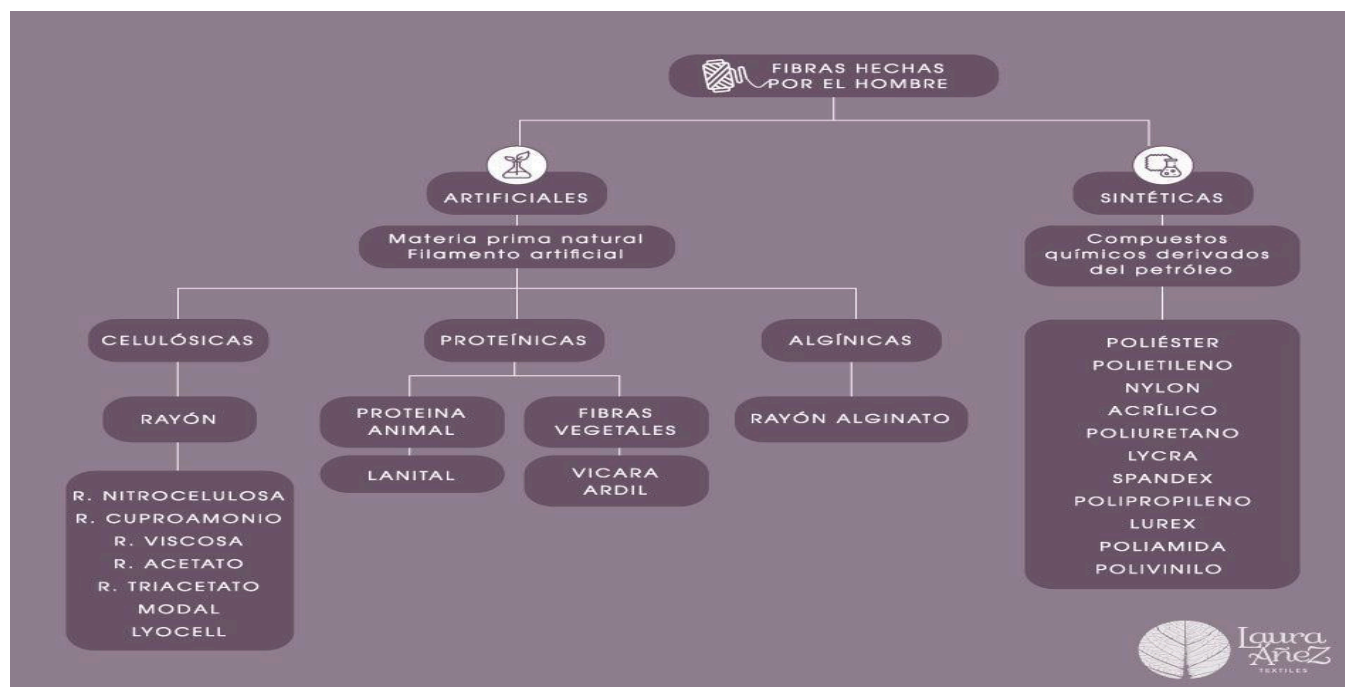 FIBRAS HECHAS
POR EL HOMBRE
ARTIFICIALES
Materia prima natural
Filamento artificial
CELULÓSICAS
RAYÓN
R. NITROCELULOSA
R. CUPROAMONIO
R. VISCOSA
R. ACETATO
R. TRIACETATO
MODAL
LYOCELL
PROTEÍNICAS
PROTEINA
ANIMAL
LANITAL
FIBRAS
VEGETALES
VICARA
ARDIL
ALGÍNICAS
RAYÓN ALGINATO
SINTÉTICAS
Compuestos
químicos derivados
del petróleo
POLIÉSTER
POLIETILENO
NYLON
ACRÍLICO
POLIURETANO
LYCRA
SPANDEX
POLIPROPILENO
LUREX
POLIAMIDA
POLIVINILO
Laura
Áñez
TEXTILES